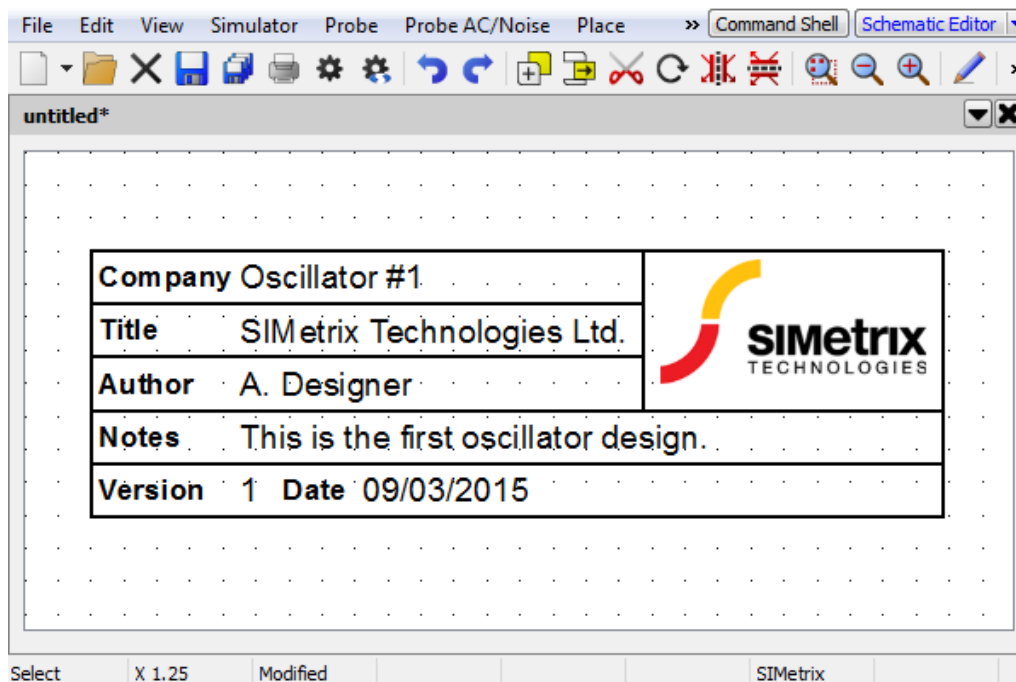 File Edit View Simulator Probe Probe AC/Noise Place » Command Shell Schematic Editor
untitled*
Company Oscillator #1
Title SIMetrix Technologies Ltd.
Author A. Designer
SIMetrix
TECHNOLOGIES
Notes This is the first oscillator design.
Version 1 Date 09/03/2015
Select X 1.25 Modified SIMetrix